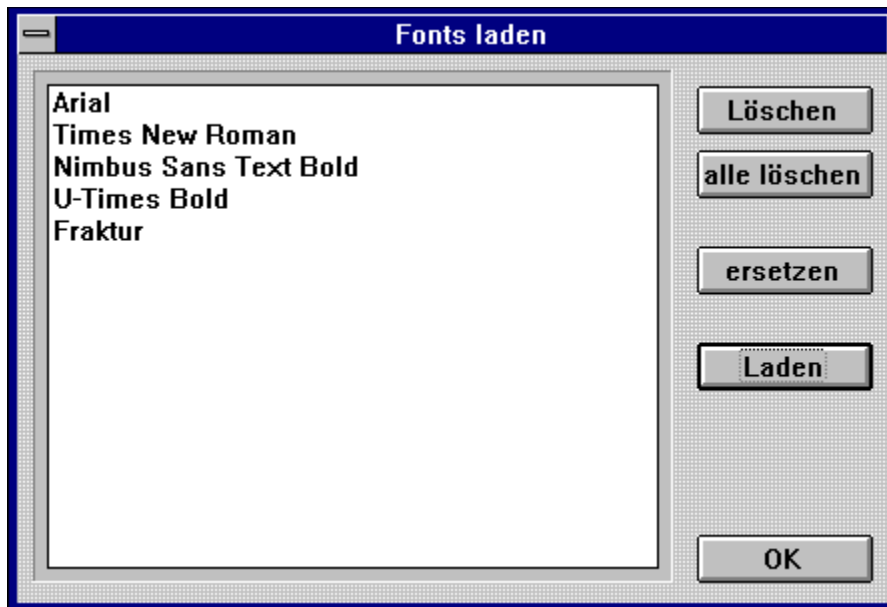 Fonts laden
Arial
Times New Roman
Nimbus Sans Text Bold
U-Times Bold
Fraktur
Löschen
alle löschen
ersetzen
Laden
OK